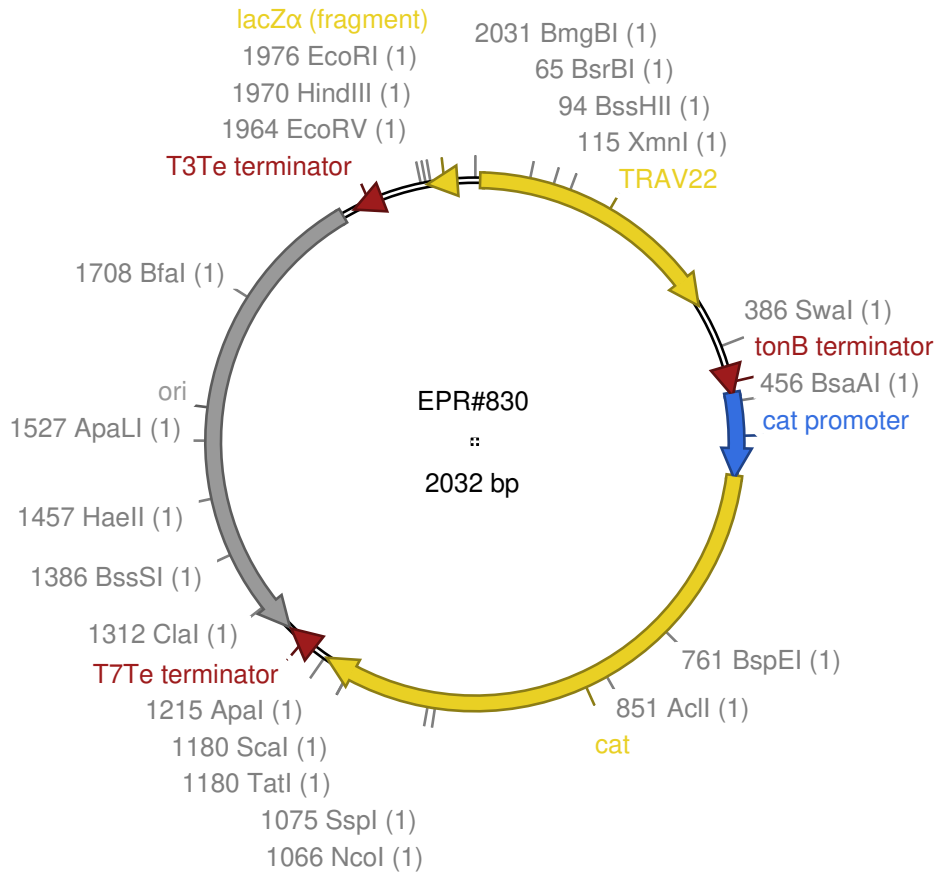 lacZα (fragment)
1976 EcoRI (1)
1970 HindIII (1)
1964 EcoRV (1)
T3Te terminator
2031 BmgBI (1)
65 BsrBI (1)
94 BssHII (1)
115 XmnI (1)
TRAV22
1708 BfaI (1)
386 SwaI (1)
tonB terminator
456 BsaAI (1)
cat promoter
ori
1527 ApaLI (1)
EPR#830
2032 bp
1457 HaeII (1)
1386 BssSI (1)
1312 ClaI (1)
T7Te terminator
1215 ApaI (1)
1180 ScaI (1)
1180 TatI (1)
1075 SspI (1)
1066 NcoI (1)
761 BspEI (1)
851 AclI (1)
cat